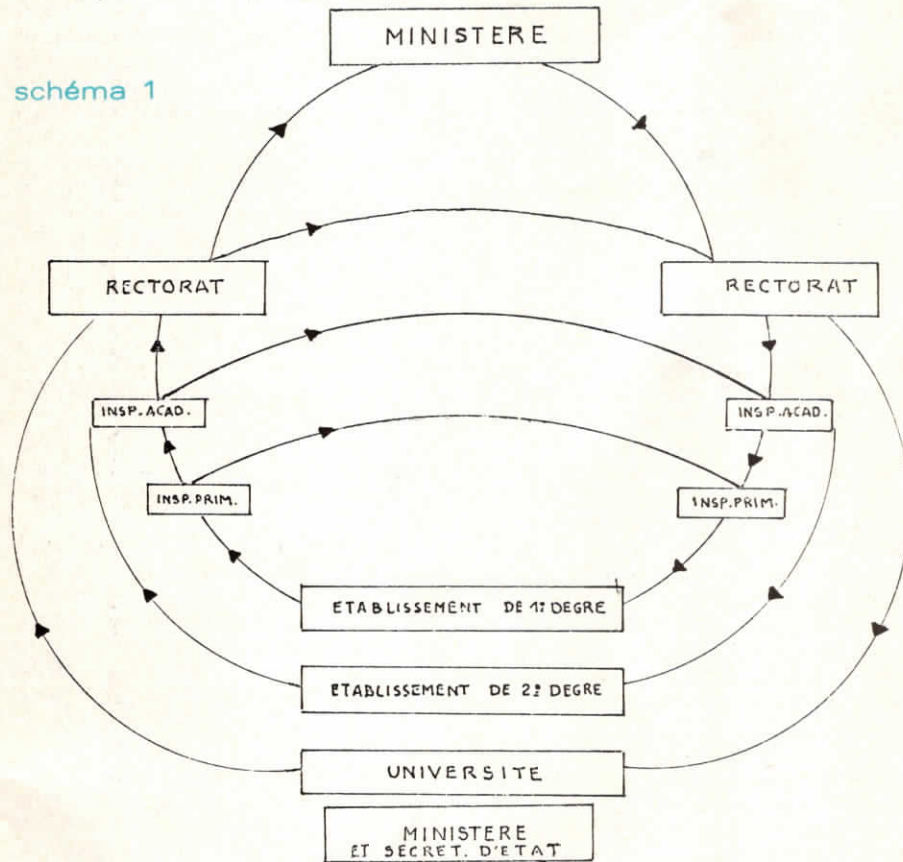 MINISTERE
schéma 1
RECTORAT
RECTORAT
INSP. ACAD.
INSP. ACAD.
INSP. PRIM.
INSP. PRIM.
ETABLISSEMENT DE 1: DEGRE
ETABLISSEMENT DE 2e DEGRE
UNIVERSITE
MINISTERE
ET SECRET. D'ETAT